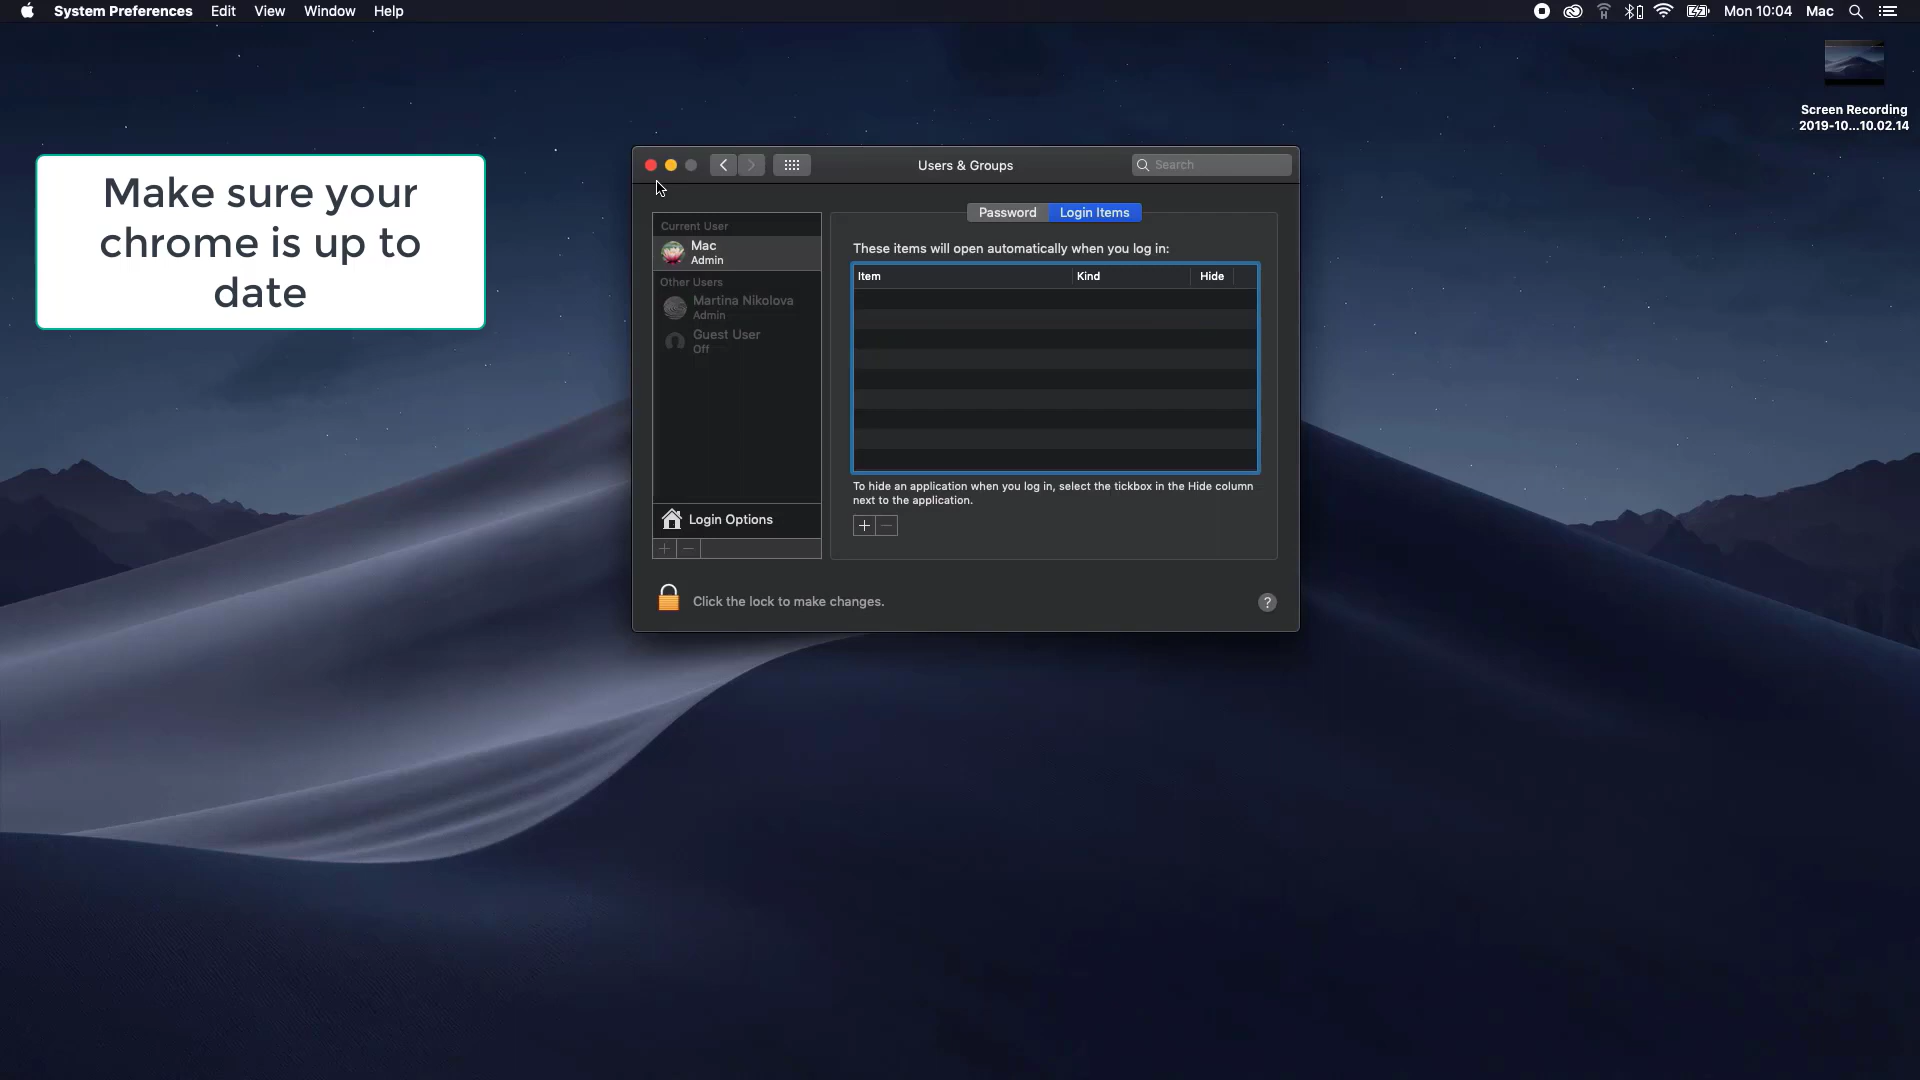 System Preferences Edit View Window Help
Mon 10:04 Mac
Screen Recording
2019-10...10.02.14
Make sure your
chrome is up to
date
Users & Groups
Search
Password Login Items
Current User
Mac
Admin
Other Users
Martina Nikolova
Admin
Guest User
Off
Login Options
These items will open automatically when you log in:
Item Kind Hide
To hide an application when you log in, select the tickbox in the Hide column
next to the application.
Click the lock to make changes.
?